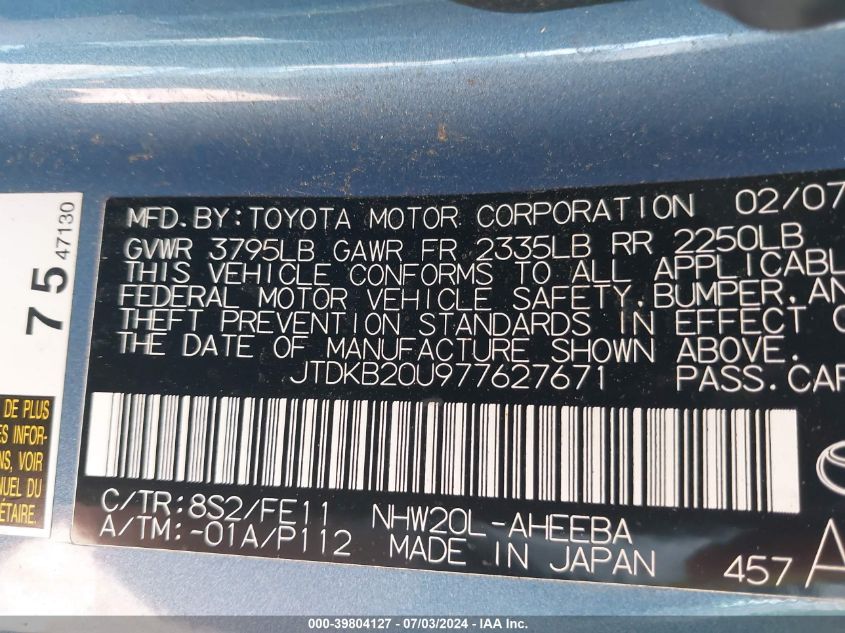 MFD. BY: TOYOTA MOTOR CORPORATION 02/07
GVWR 3795LB GAWR FR 2335LB RR 2250LB
THIS VEHICLE CONFORMS TO ALL APPLICABL
FEDERAL MOTOR VEHICLE SAFETY, BUMPER, AN
THEFT PREVENTION STANDARDS IN EFFECT O
THE DATE OF MANUFACTURE SHOWN ABOVE.
JTDKB20U977627671 PASS. CAR
C/TR: 8S2/FE11 NHW20L-AHEEBA
A/TM: -01A/P112 MADE IN JAPAN 457 A
75 47130
DE PLUS
ES INFOR-
NS, VOIR
NUEL DU
ÉTAIRE.
000-39804127 - 07/03/2024 - IAA Inc.